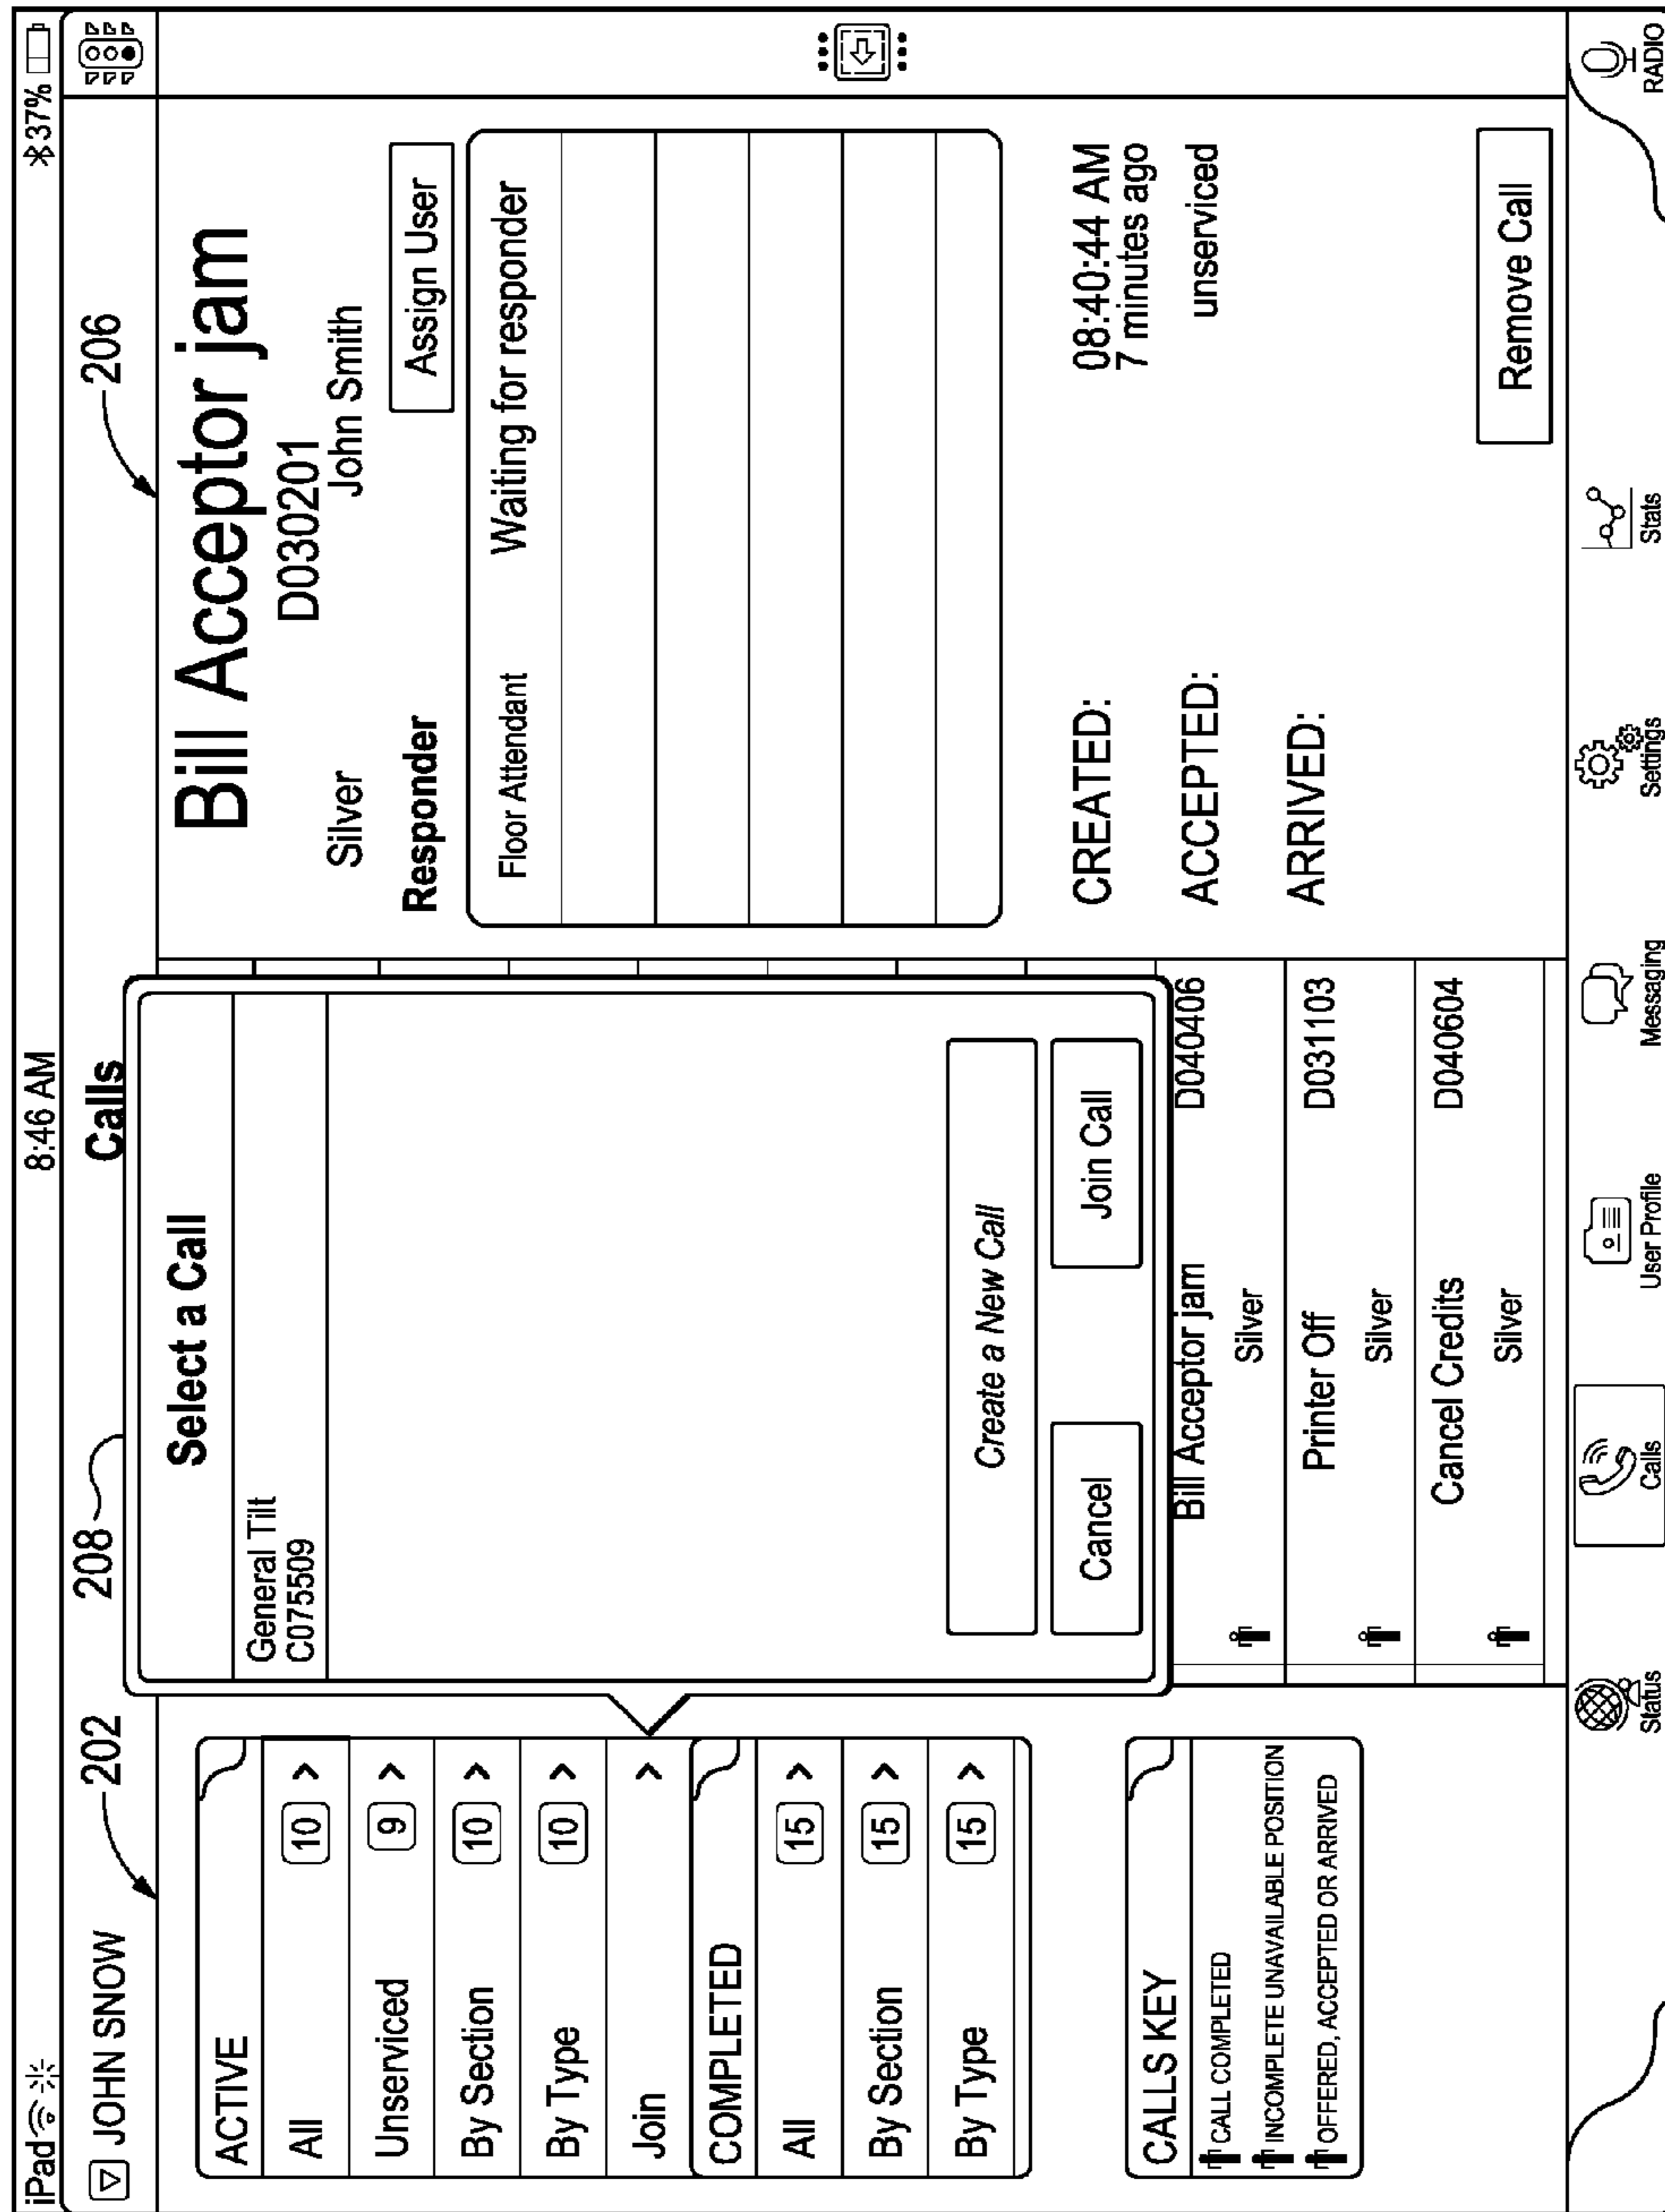 iPad
8:46 AM
37%
JOHN SNOW
202
208
Calls
206
ACTIVE
All 10 >
Unserviced 9 >
By Section 10 >
By Type 10 >
Join >
COMPLETED
All 15 >
By Section 15 >
By Type 15 >
CALLS KEY
CALL COMPLETED
INCOMPLETE UNAVAILABLE POSITION
OFFERED, ACCEPTED OR ARRIVED
Select a Call
General Tilt
C075509
Create a New Call
Cancel
Join Call
Bill Acceptor jam D040406
Silver
Printer Off D031103
Silver
Cancel Credits D040604
Silver
Bill Acceptor jam
D030201
Silver John Smith
Responder
Assign User
Floor Attendant Waiting for responder
CREATED: 08:40:44 AM
7 minutes ago
ACCEPTED: unserviced
ARRIVED:
Remove Call
Status
Calls
User Profile
Messaging
Settings
Stats
RADIO